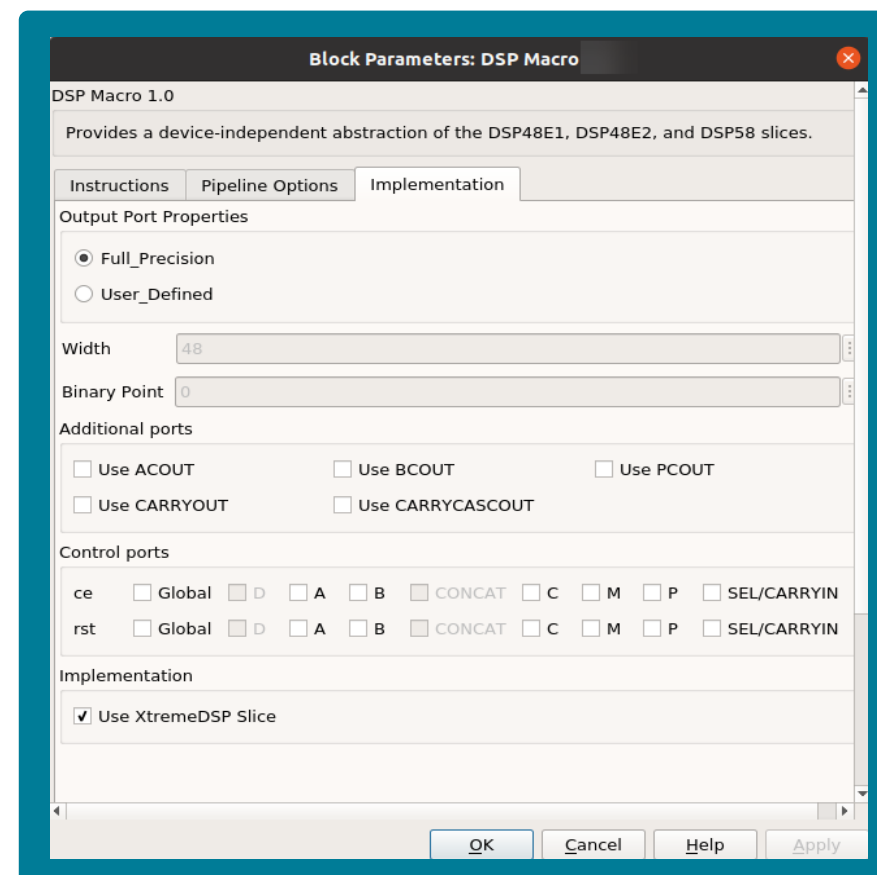 Block Parameters: DSP Macro
DSP Macro 1.0
Provides a device-independent abstraction of the DSP48E1, DSP48E2, and DSP58 slices.
Instructions Pipeline Options Implementation
Output Port Properties
Full_Precision
User_Defined
Width 48
Binary Point 0
Additional ports
Use ACOUT Use BCOUT Use PCOUT
Use CARRYOUT Use CARRYCASCOUT
Control ports
ce Global D A B CONCAT C M P SEL/CARRYIN
rst Global D A B CONCAT C M P SEL/CARRYIN
Implementation
Use XtremeDSP Slice
OK Cancel Help Apply